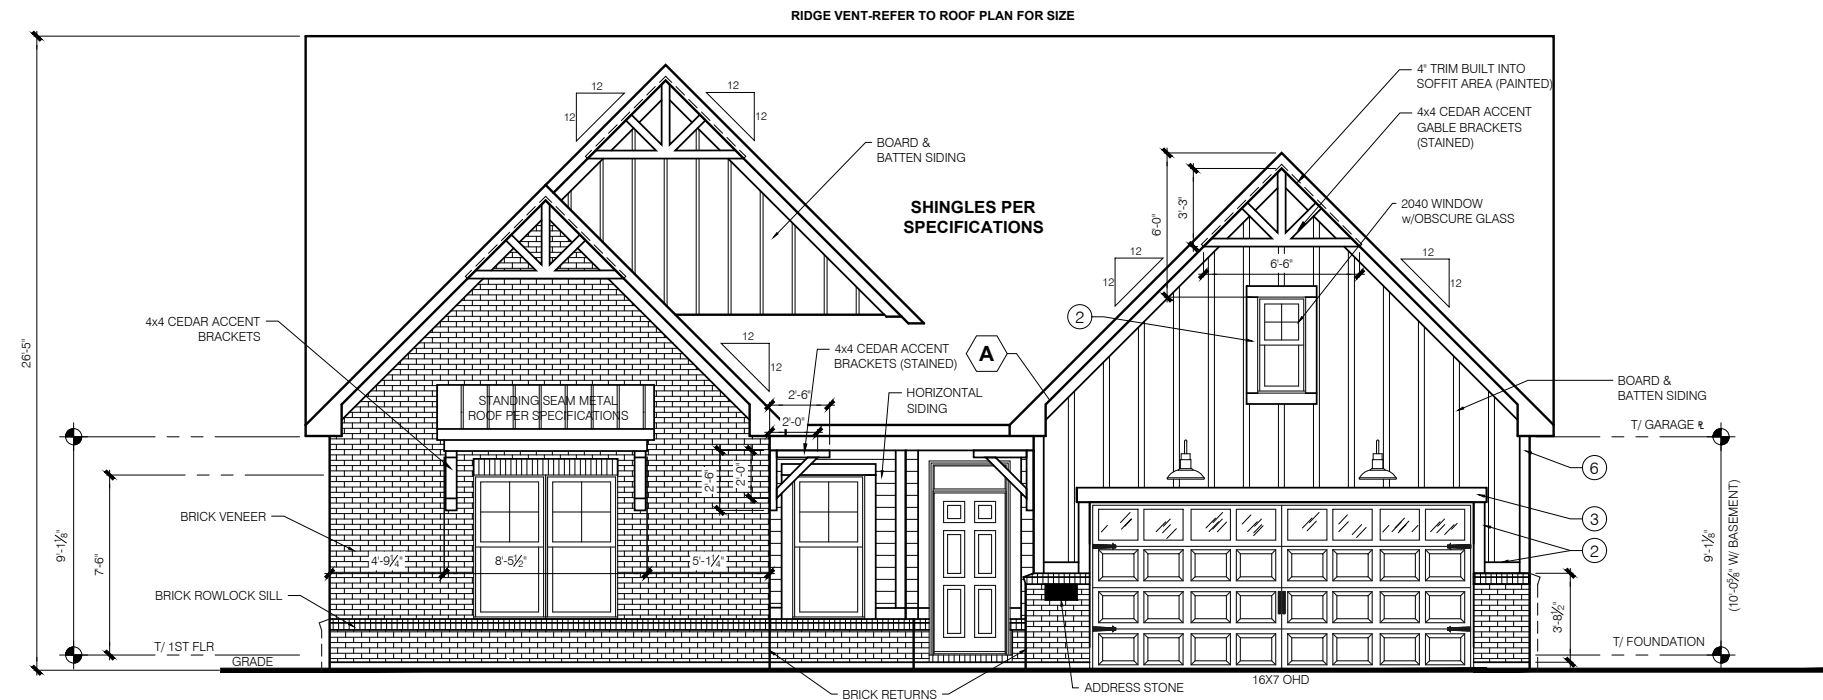 RIDGE VENT-REFER TO ROOF PLAN FOR SIZE
4" TRIM BUILT INTO
SOFFIT AREA (PAINTED)
12
12
12
12
4x4 CEDAR ACCENT
GABLE BRACKETS
(STAINED)
BOARD &
BATTEN SIDING
SHINGLES PER
SPECIFICATIONS
3'-3"
6'-0"
2040 WINDOW
w/OBSCURE GLASS
12
12
6'-6"
12
12
4x4 CEDAR ACCENT
BRACKETS
26'-5"
2
12
12
4x4 CEDAR ACCENT
BRACKETS (STAINED)
A
STANDING SEAM METAL
ROOF PER SPECIFICATIONS
2'-6"
2'-0"
HORIZONTAL
SIDING
BOARD &
BATTEN SIDING
T/ GARAGE PL
6
2'-6"
2'-0"
BRICK VENEER
3
2
9'-1⅛"
7'-6"
4'-9¼"
8'-5½"
5'-1¼"
9'-1⅛"
(10'-0⅝" W/ BASEMENT)
BRICK ROWLOCK SILL
3'-8½"
T/ 1ST FLR
T/ FOUNDATION
GRADE
BRICK RETURNS
ADDRESS STONE
16X7 OHD